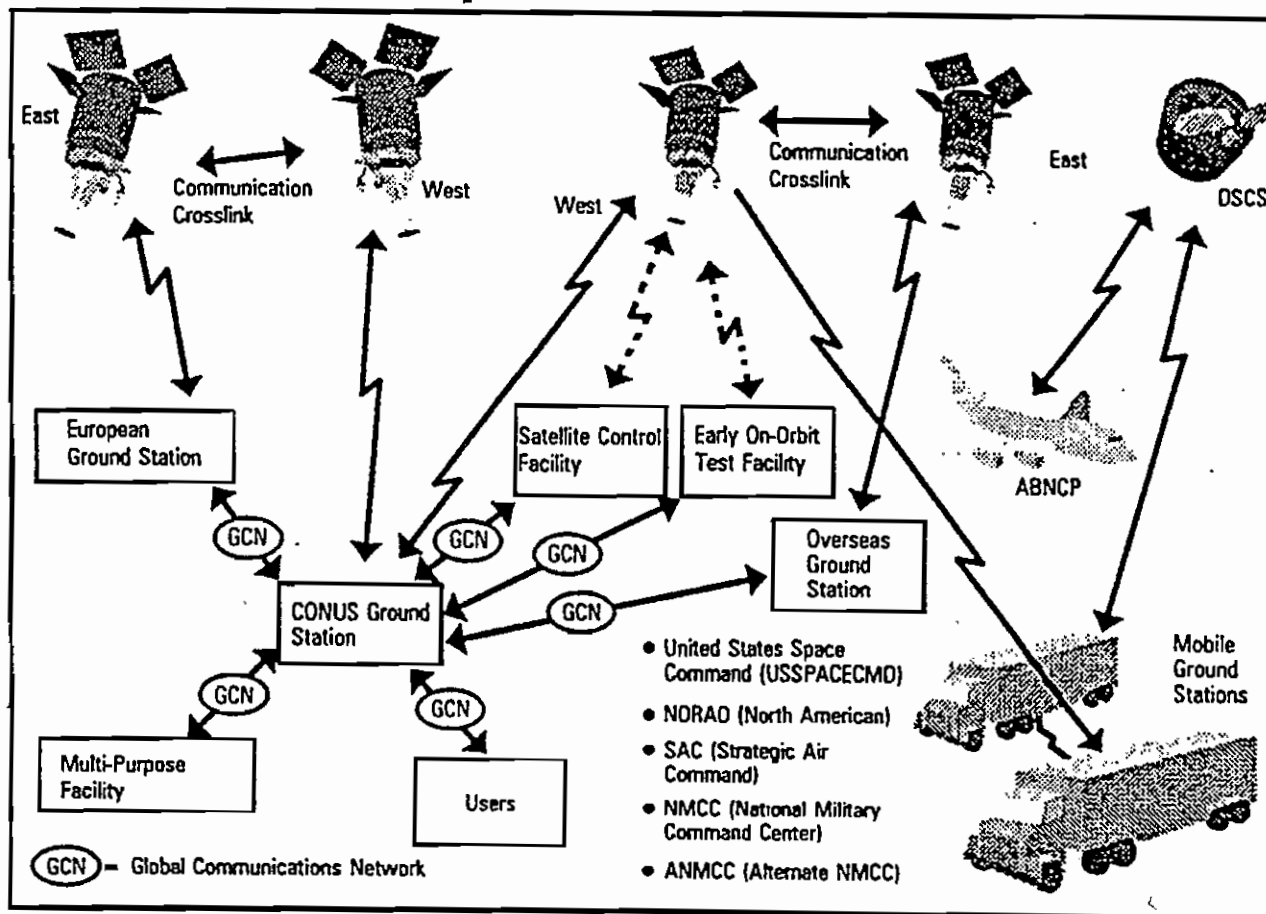 East
Communication
Crosslink
West
West
Communication
Crosslink
East
DSCS
European
Ground Station
Satellite Control
Facility
Early On-Orbit
Test Facility
ABNCP
GCN
GCN
GCN
Overseas
Ground
Station
CONUS Ground
Station
GCN
• United States Space
Command (USSPACECMD)
Mobile
Ground
Stations
GCN
GCN
• NORAD (North American)
Multi-Purpose
Facility
Users
• SAC (Strategic Air
Command)
• NMCC (National Military
Command Center)
GCN = Global Communications Network
• ANMCC (Alternate NMCC)